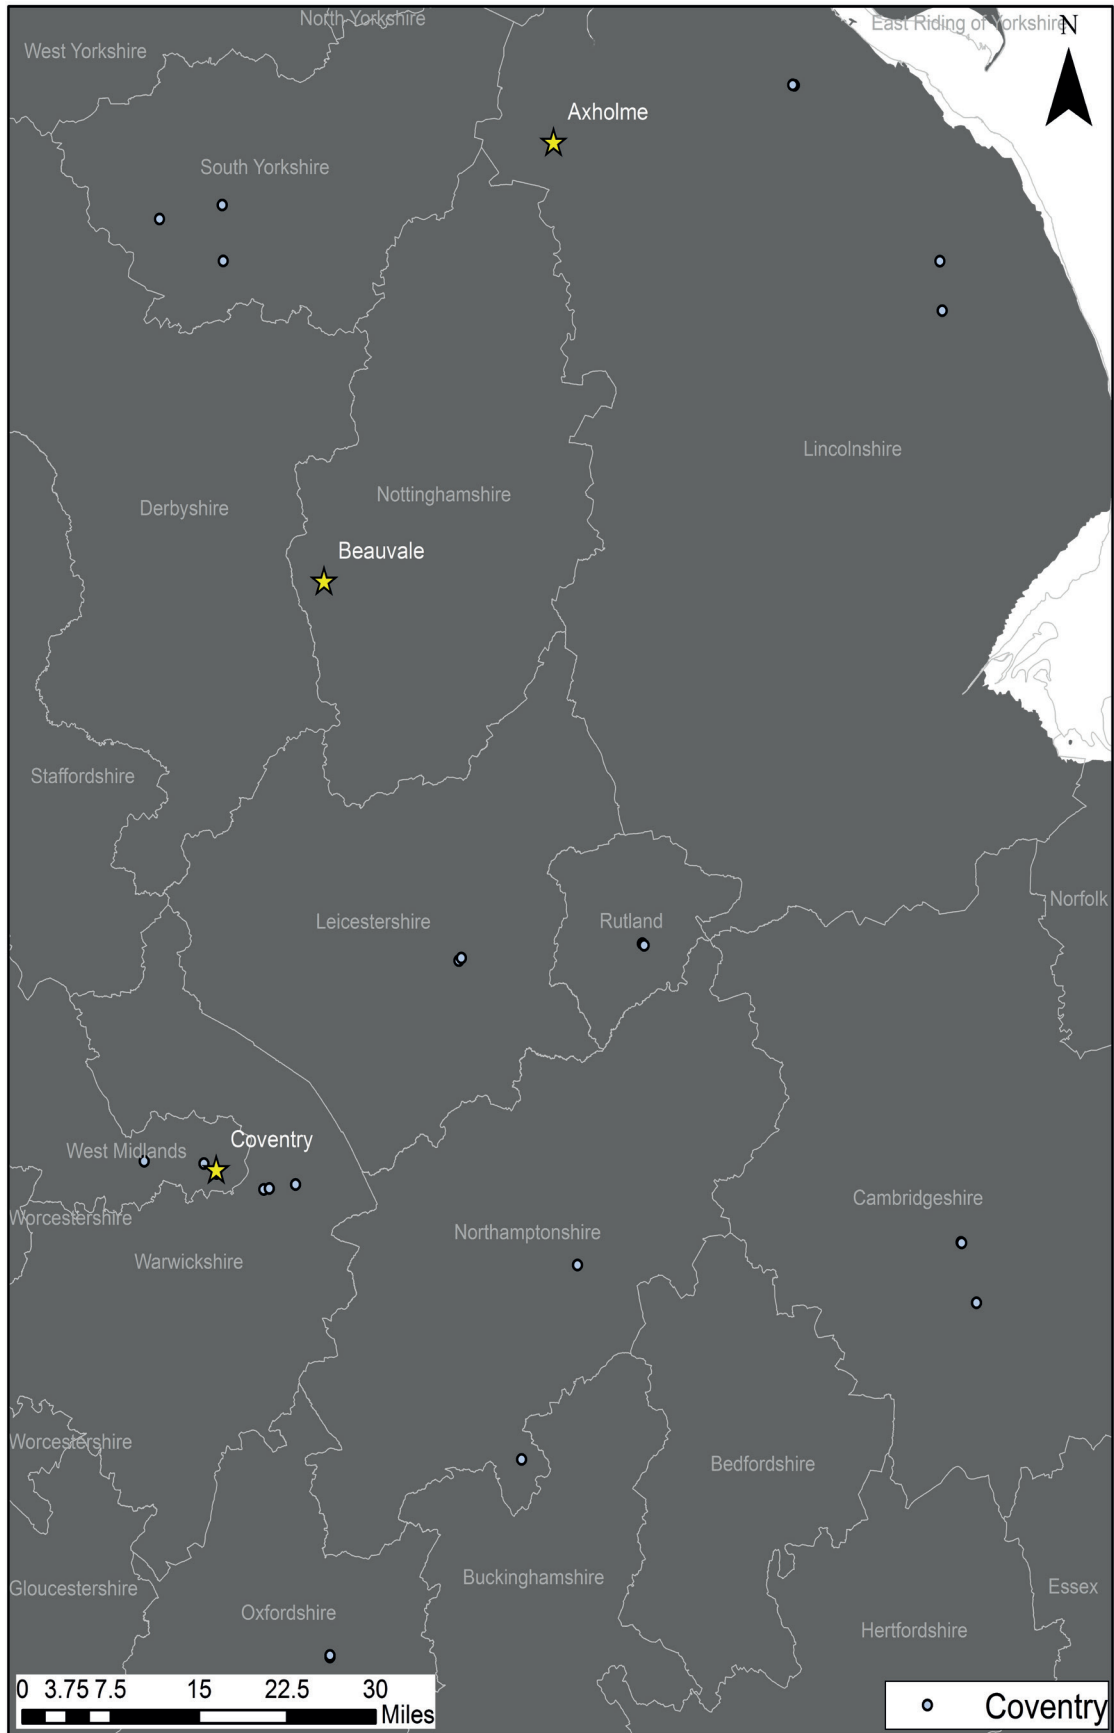 North Yorkshire
East Riding of Yorkshire
N
West Yorkshire
Axholme
South Yorkshire
Lincolnshire
Nottinghamshire
Derbyshire
Beauvale
Staffordshire
Norfolk
Leicestershire
Rutland
Coventry
West Midlands
Cambridgeshire
Worcestershire
Northamptonshire
Warwickshire
Worcestershire
Bedfordshire
Buckinghamshire
Essex
Gloucestershire
Oxfordshire
Hertfordshire
0 3.75 7.5 15 22.5 30
Miles
Coventry